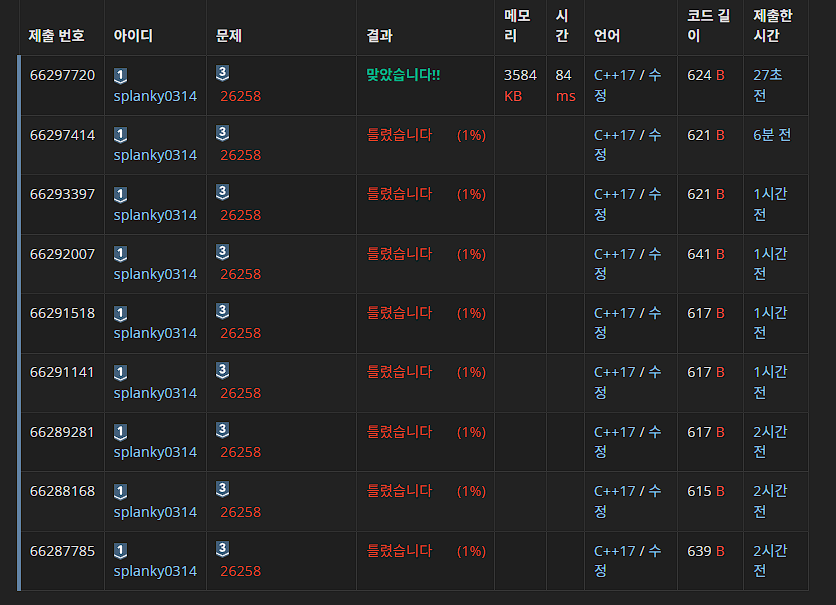 제출 번호 아이디 문제 결과 메모리 시간 언어 코드 길이 제출한 시간
66297720 1 splanky0314 3 26258 맞았습니다!! 3584 KB 84 ms C++17 / 수정 624 B 27초 전
66297414 1 splanky0314 3 26258 틀렸습니다 (1%) C++17 / 수정 621 B 6분 전
66293397 1 splanky0314 3 26258 틀렸습니다 (1%) C++17 / 수정 621 B 1시간 전
66292007 1 splanky0314 3 26258 틀렸습니다 (1%) C++17 / 수정 641 B 1시간 전
66291518 1 splanky0314 3 26258 틀렸습니다 (1%) C++17 / 수정 617 B 1시간 전
66291141 1 splanky0314 3 26258 틀렸습니다 (1%) C++17 / 수정 617 B 1시간 전
66289281 1 splanky0314 3 26258 틀렸습니다 (1%) C++17 / 수정 617 B 2시간 전
66288168 1 splanky0314 3 26258 틀렸습니다 (1%) C++17 / 수정 615 B 2시간 전
66287785 1 splanky0314 3 26258 틀렸습니다 (1%) C++17 / 수정 639 B 2시간 전